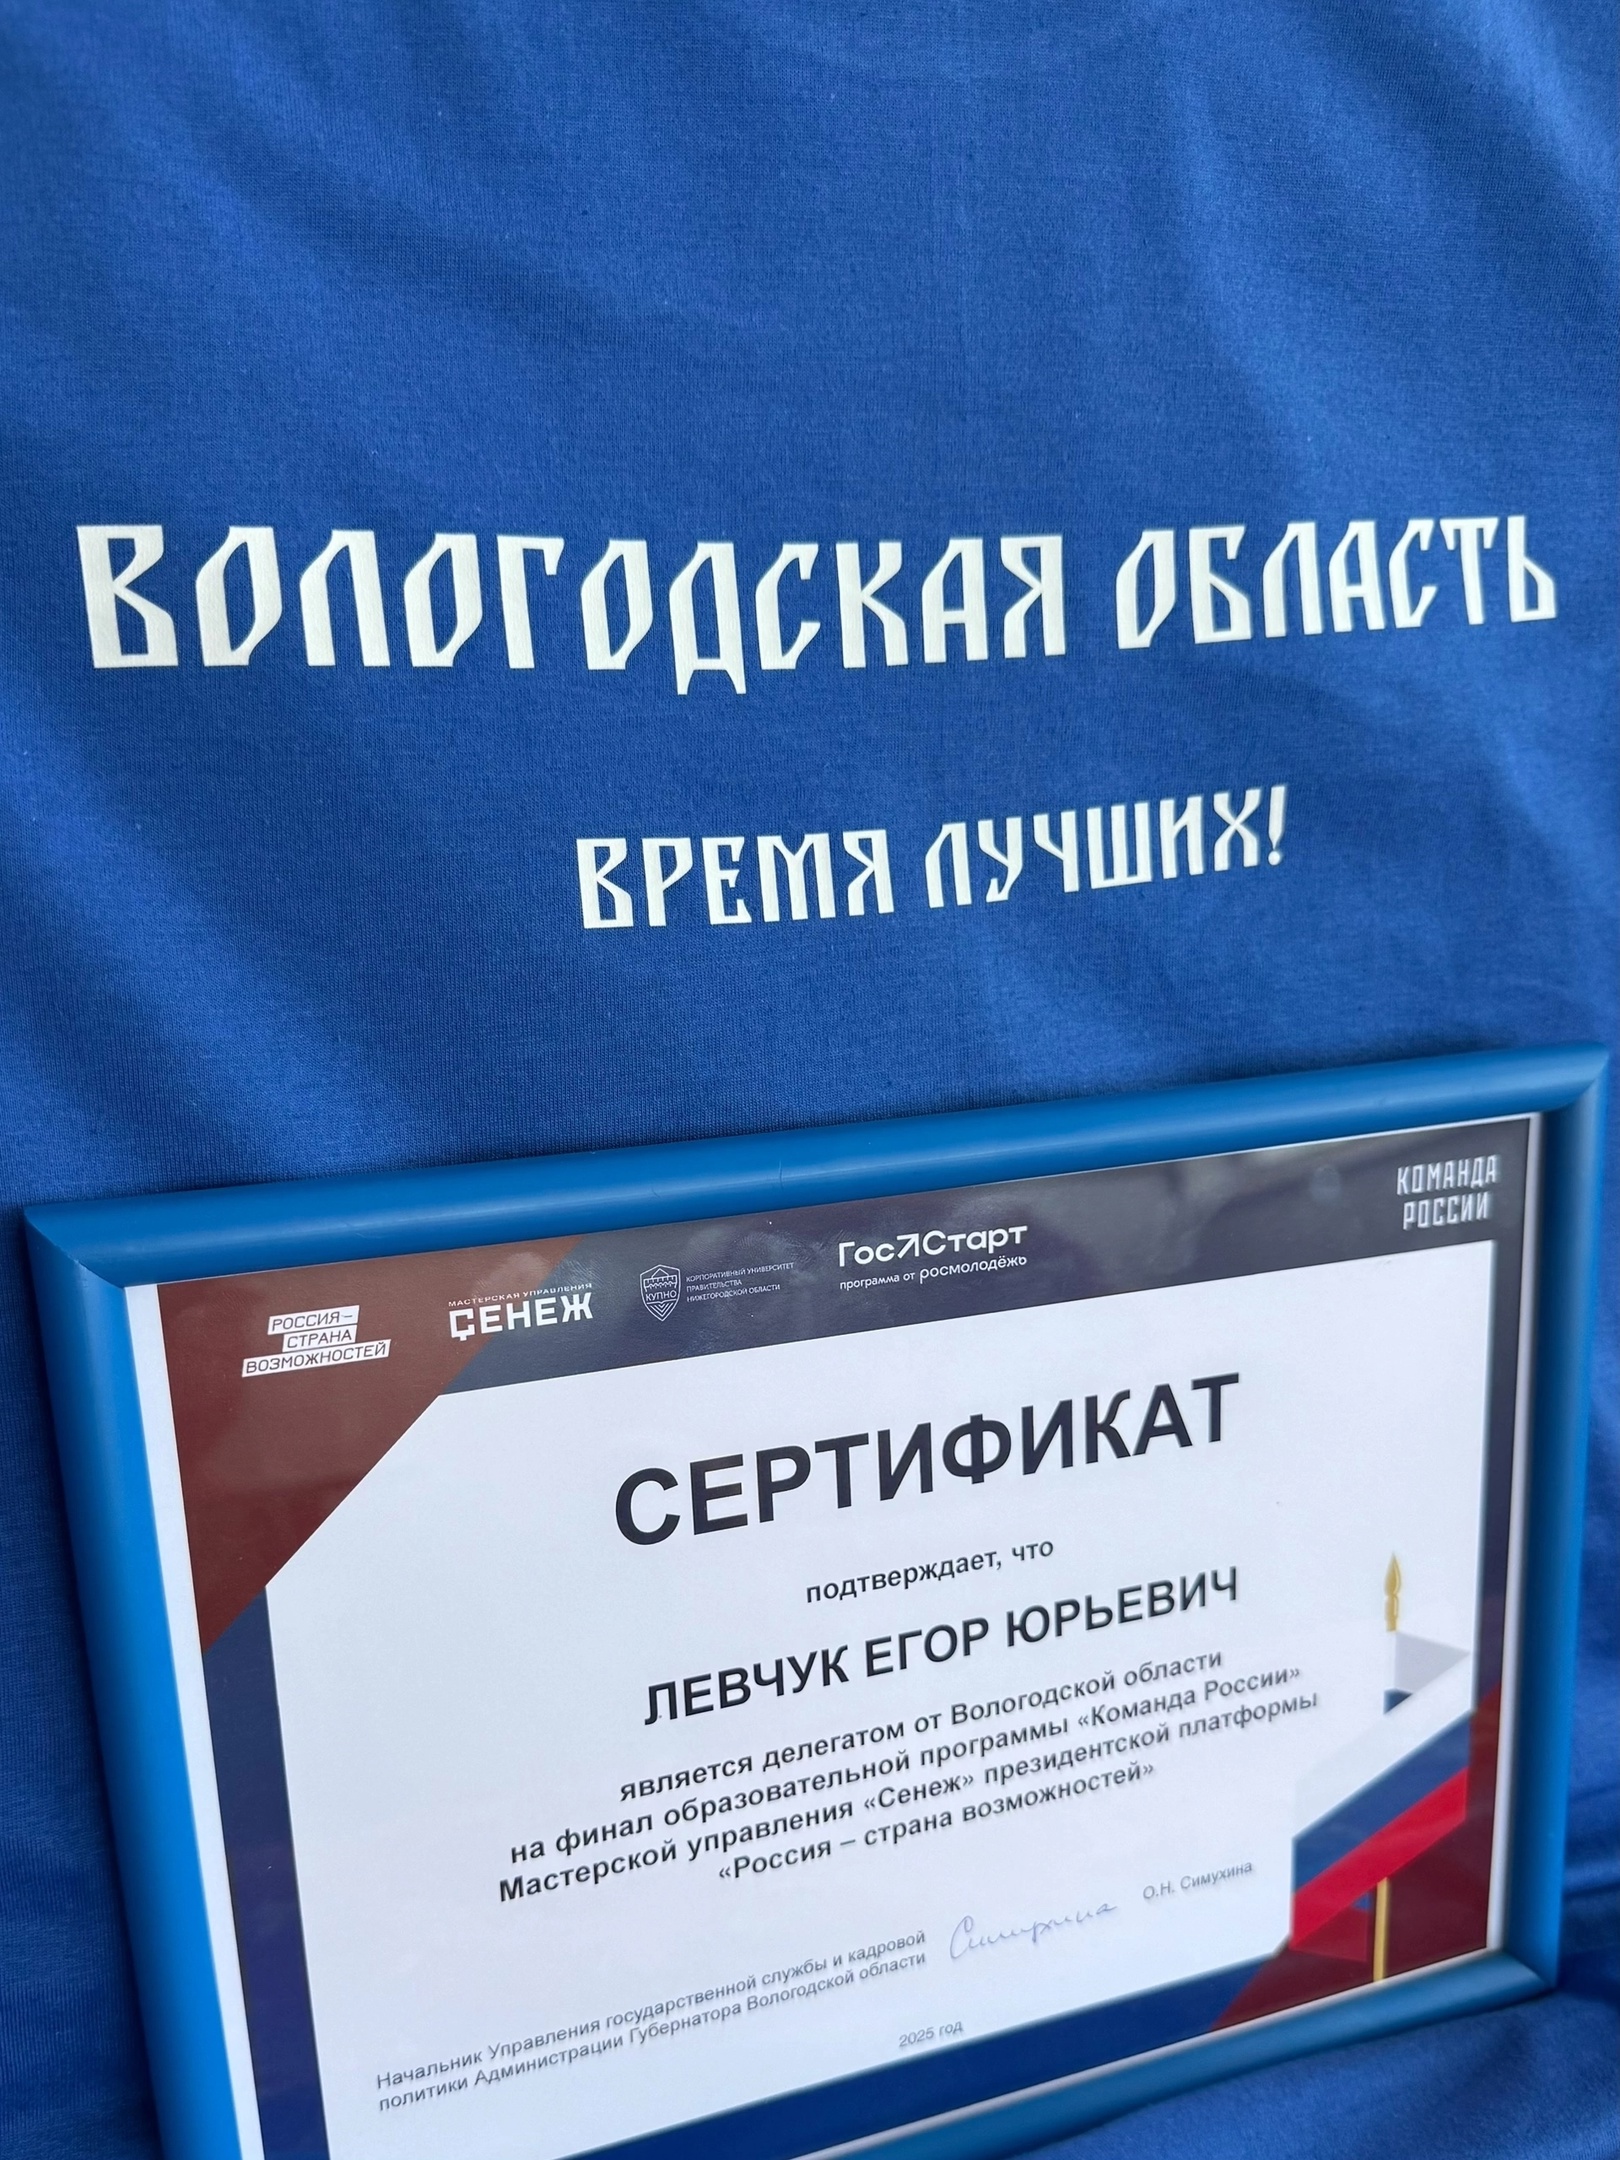 ВОЛОГОДСКАЯ ОБЛАСТЬ
ВРЕМЯ ЛУЧШИХ!
РОССИЯ –
СТРАНА
ВОЗМОЖНОСТЕЙ
МАСТЕРСКАЯ УПРАВЛЕНИЯ
СЕНЕЖ
КУПНО
КОРПОРАТИВНЫЙ УНИВЕРСИТЕТ
ПРАВИТЕЛЬСТВА
НИЖЕГОРОДСКОЙ ОБЛАСТИ
ГосСтарт
программа от росмолодёжь
КОМАНДА
РОССИИ
СЕРТИФИКАТ
подтверждает, что
ЛЕВЧУК ЕГОР ЮРЬЕВИЧ
является делегатом от Вологодской области
на финал образовательной программы «Команда России»
Мастерской управления «Сенеж» президентской платформы
«Россия – страна возможностей»
Начальник Управления государственной службы и кадровой
политики Администрации Губернатора Вологодской области
Симухина
О.Н. Симухина
2025 год